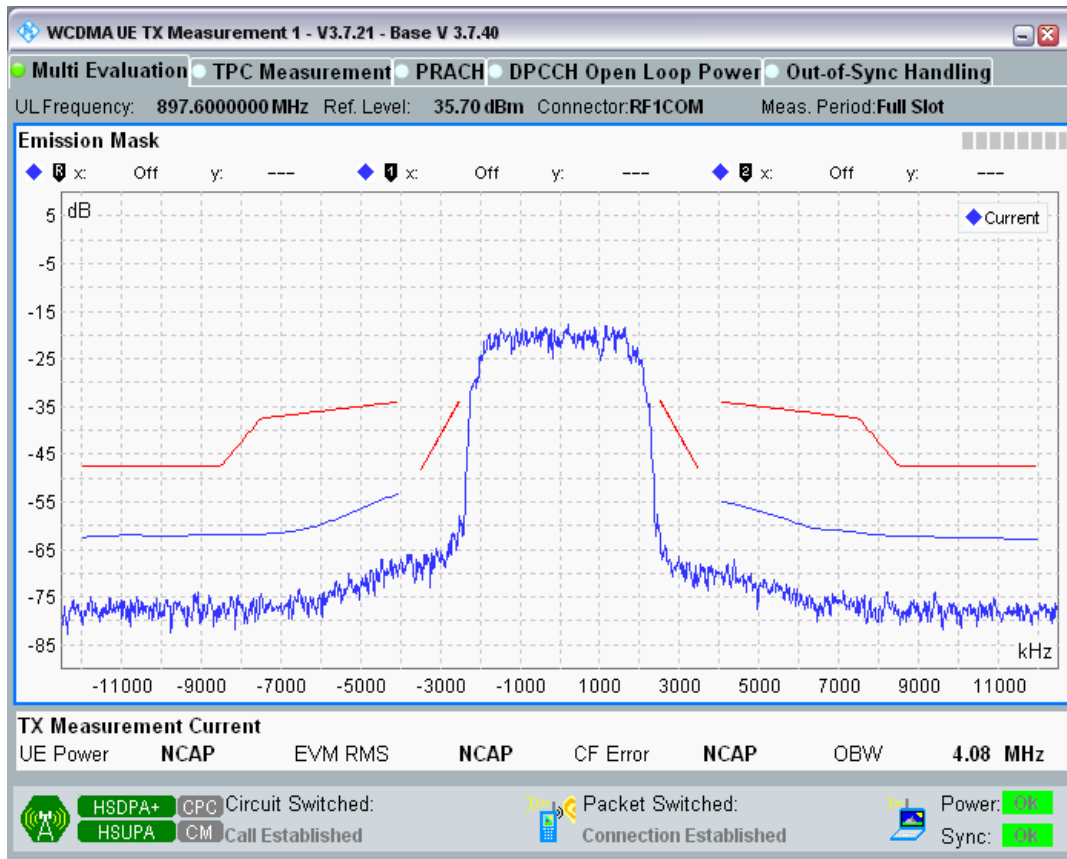 WCDMA UE TX Measurement 1 - V3.7.21 - Base V 3.7.40
Multi Evaluation TPC Measurement PRACH DPCCH Open Loop Power Out-of-Sync Handling
UL Frequency: 897.6000000 MHz Ref. Level: 35.70 dBm Connector:RF1COM Meas. Period:Full Slot
Emission Mask
R x: Off y: --- 1 x: Off y: --- 2 x: Off y: ---
dB
Current
5
-5
-15
-25
-35
-45
-55
-65
-75
-85
kHz
-11000 -9000 -7000 -5000 -3000 -1000 1000 3000 5000 7000 9000 11000
TX Measurement Current
UE Power NCAP EVM RMS NCAP CF Error NCAP OBW 4.08 MHz
HSDPA+ CPC Circuit Switched: Packet Switched: Power: Ok
HSUPA CM Call Established Connection Established Sync: Ok